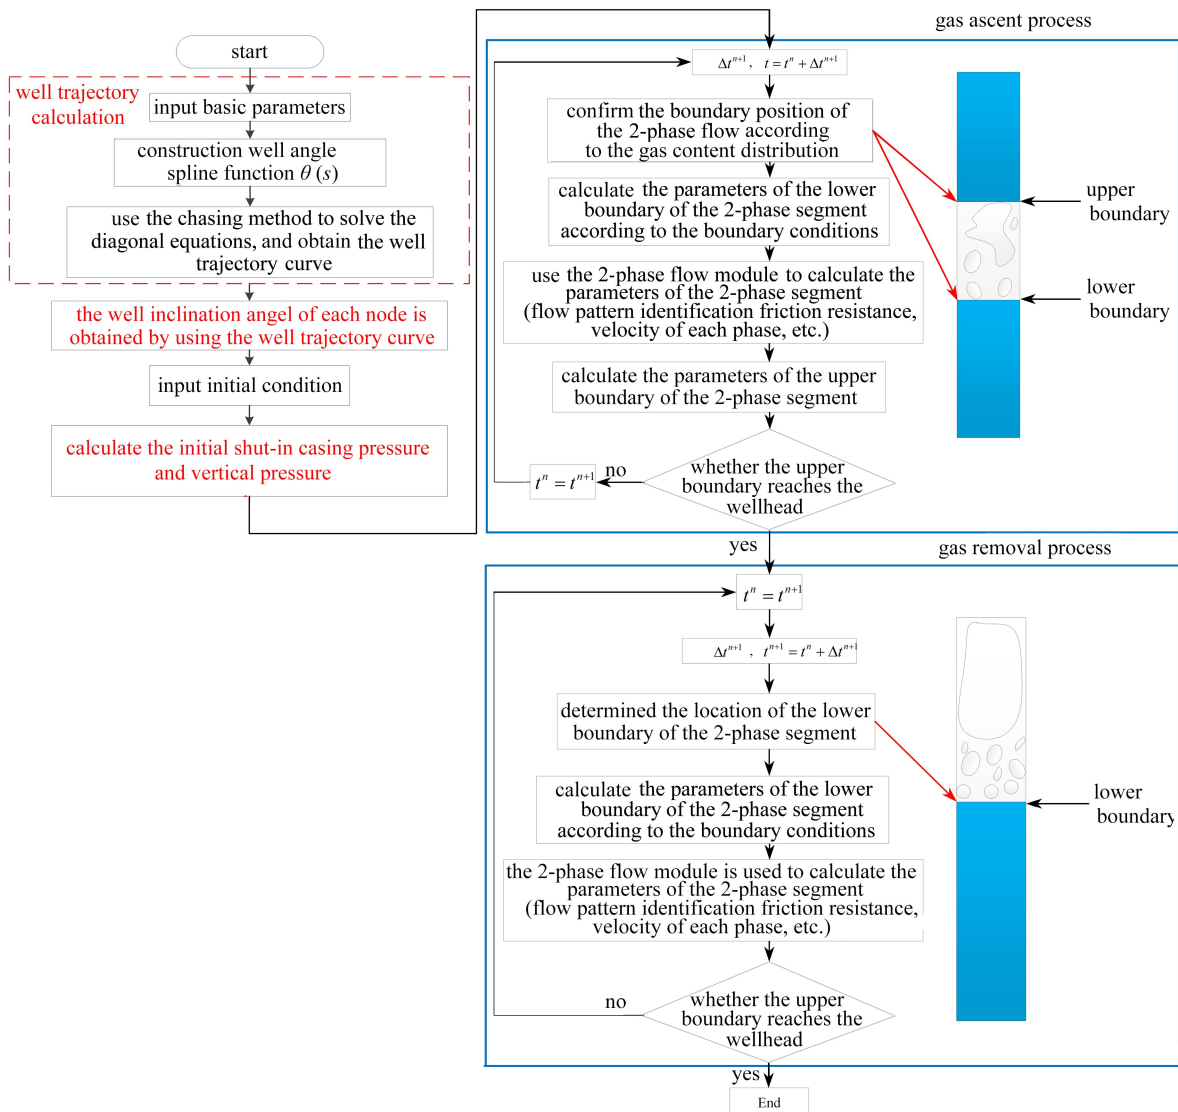 start
well trajectory
calculation
input basic parameters
construction well angle
spline function θ (s)
use the chasing method to solve the
diagonal equations, and obtain the well
trajectory curve
the well inclination angel of each node is
obtained by using the well trajectory curve
input initial condition
calculate the initial shut-in casing pressure
and vertical pressure
gas ascent process
Δtⁿ⁺¹ , t = tⁿ + Δtⁿ⁺¹
confirm the boundary position of
the 2-phase flow according
to the gas content distribution
calculate the parameters of the lower
boundary of the 2-phase segment
according to the boundary conditions
use the 2-phase flow module to calculate the
parameters of the 2-phase segment
(flow pattern identification friction resistance,
velocity of each phase, etc.)
calculate the parameters of the upper
boundary of the 2-phase segment
whether the upper
boundary reaches the
wellhead
no
tⁿ = tⁿ⁺¹
yes
upper
boundary
lower
boundary
gas removal process
tⁿ = tⁿ⁺¹
Δtⁿ⁺¹ , tⁿ⁺¹ = tⁿ + Δtⁿ⁺¹
determined the location of the lower
boundary of the 2-phase segment
calculate the parameters of the lower
boundary of the 2-phase segment
according to the boundary conditions
the 2-phase flow module is used to calculate the
parameters of the 2-phase segment
(flow pattern identification friction resistance,
velocity of each phase, etc.)
whether the upper
boundary reaches the
wellhead
no
yes
lower
boundary
End